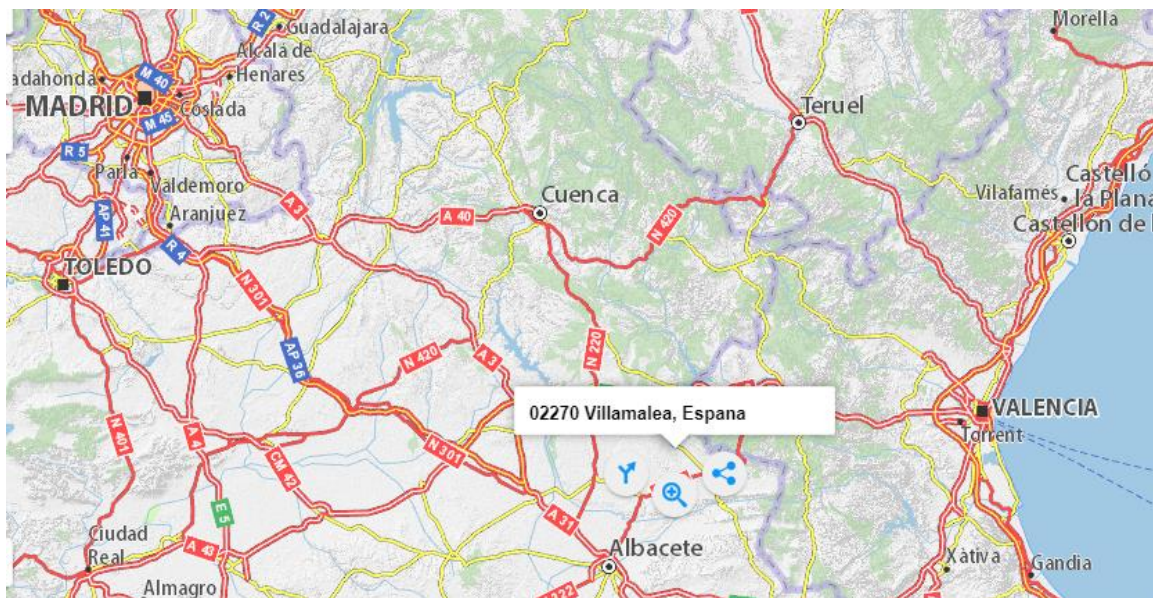 Guadalajara
R 2
Morella
Alcalá de
Henares
adahonda
M 40
MADRID
Coslada
M 45
Teruel
R 5
Parla
Valdemoro
Castelló
Vilafamés
la Plana
Cuenca
A 3
Aranjuez
AP 41
A 40
N 420
Castellón de l
R 4
TOLEDO
N 301
AP 36
N 420
A 3
N 220
02270 Villamalea, Espana
VALENCIA
Torrent
N 401
A 4
N 301
CM 42
E 5
A 31
Ciudad
Real
A 43
Albacete
Xàtiva
Gandia
Almagro
322